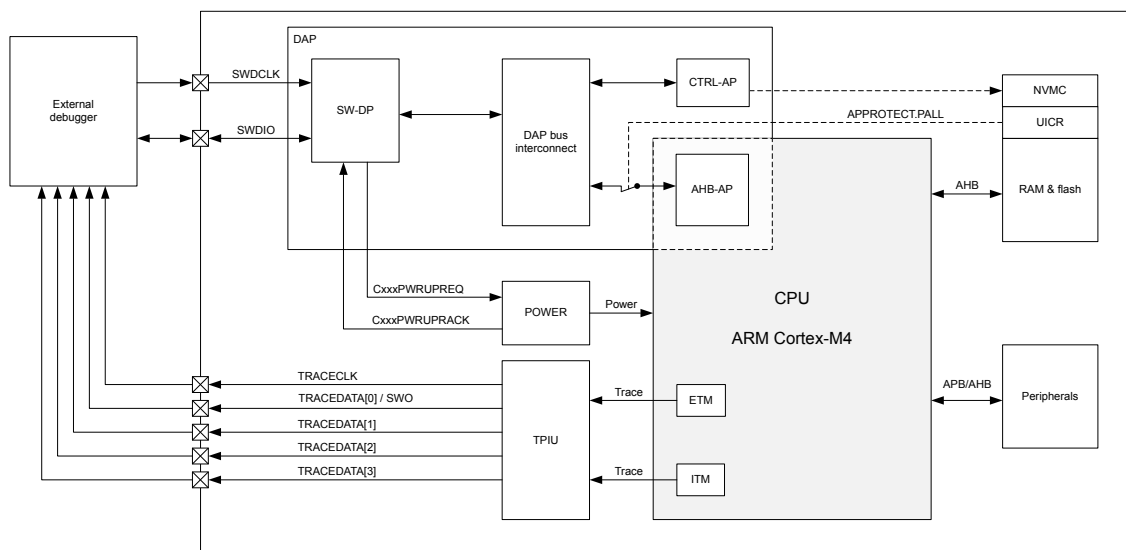 DAP
External
debugger
SWDCLK
SWDIO
SW-DP
DAP bus
interconnect
CTRL-AP
AHB-AP
APPROTECT.PALL
NVMC
UICR
RAM & flash
AHB
CxxxPWRUPREQ
CxxxPWRUPRACK
POWER
Power
CPU
ARM Cortex-M4
TRACECLK
TRACEDATA[0] / SWO
TRACEDATA[1]
TRACEDATA[2]
TRACEDATA[3]
TPIU
Trace
ETM
Trace
ITM
APB/AHB
Peripherals